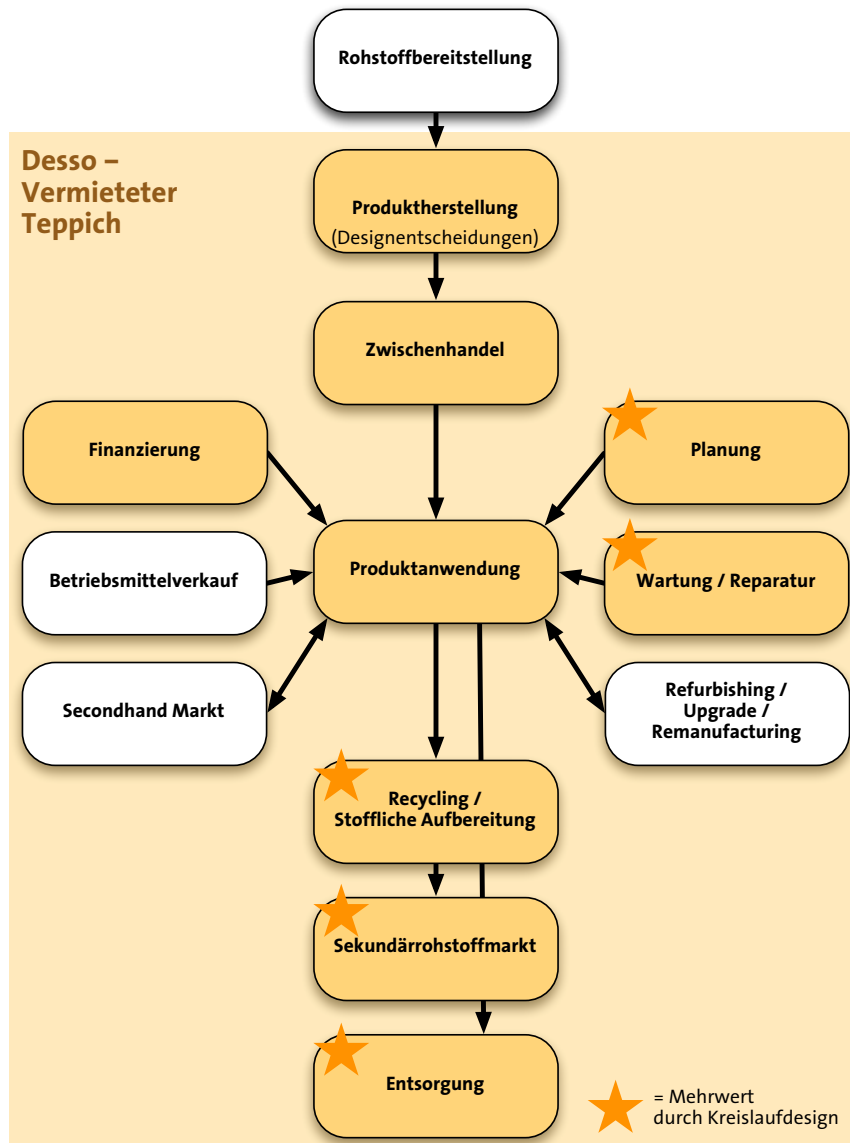 Rohstoffbereitstellung
Desso –
Vermieteter
Teppich
Produktherstellung
(Designentscheidungen)
Zwischenhandel
Finanzierung
Planung
Betriebsmittelverkauf
Produktanwendung
Wartung / Reparatur
Secondhand Markt
Refurbishing /
Upgrade /
Remanufacturing
Recycling /
Stoffliche Aufbereitung
Sekundärrohstoffmarkt
Entsorgung
= Mehrwert
durch Kreislaufdesign